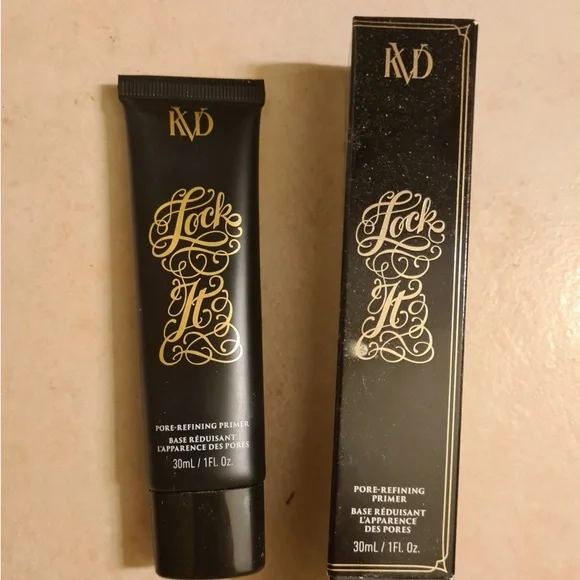 KVD
Lock
It
PORE-REFINING PRIMER
BASE RÉDUISANT
L'APPARENCE DES PORES
30mL / 1Fl. Oz.
KVD
Lock
It
PORE-REFINING
PRIMER
BASE RÉDUISANT
L'APPARENCE
DES PORES
30mL / 1Fl. Oz.